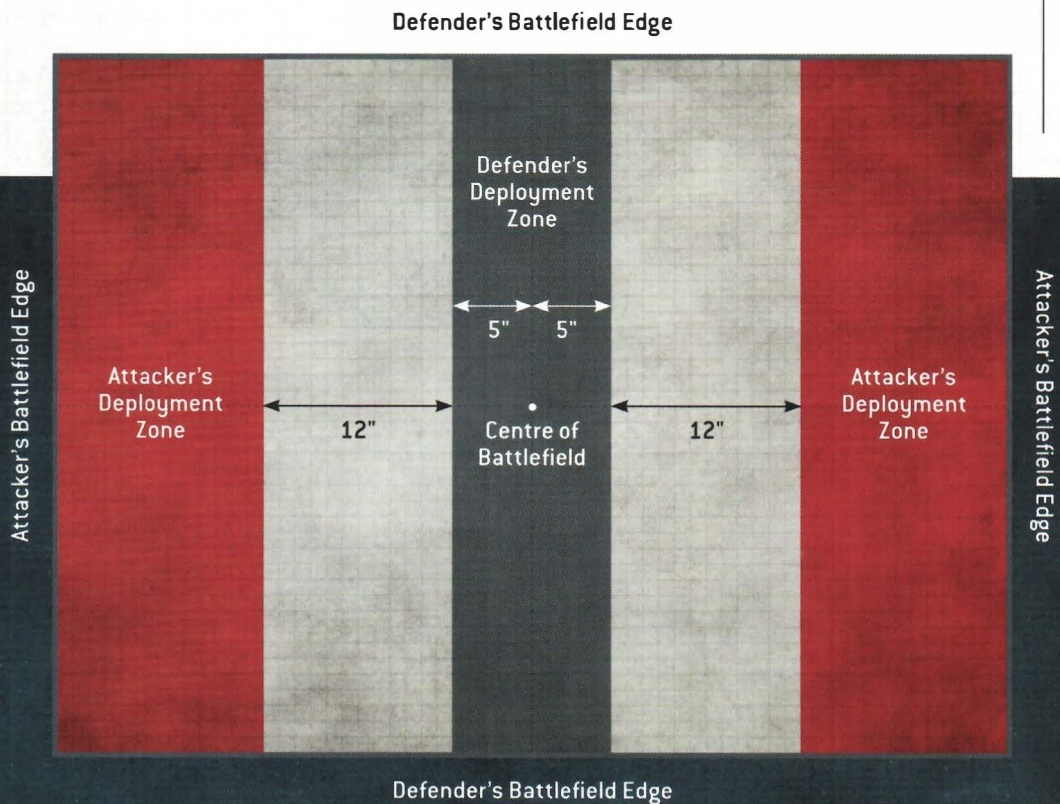 Defender's Battlefield Edge
Defender's
Deployment
Zone
5" 5"
Attacker's Battlefield Edge
Attacker's
Deployment
Zone
12"
Centre of
Battlefield
12"
Attacker's
Deployment
Zone
Attacker's Battlefield Edge
Defender's Battlefield Edge